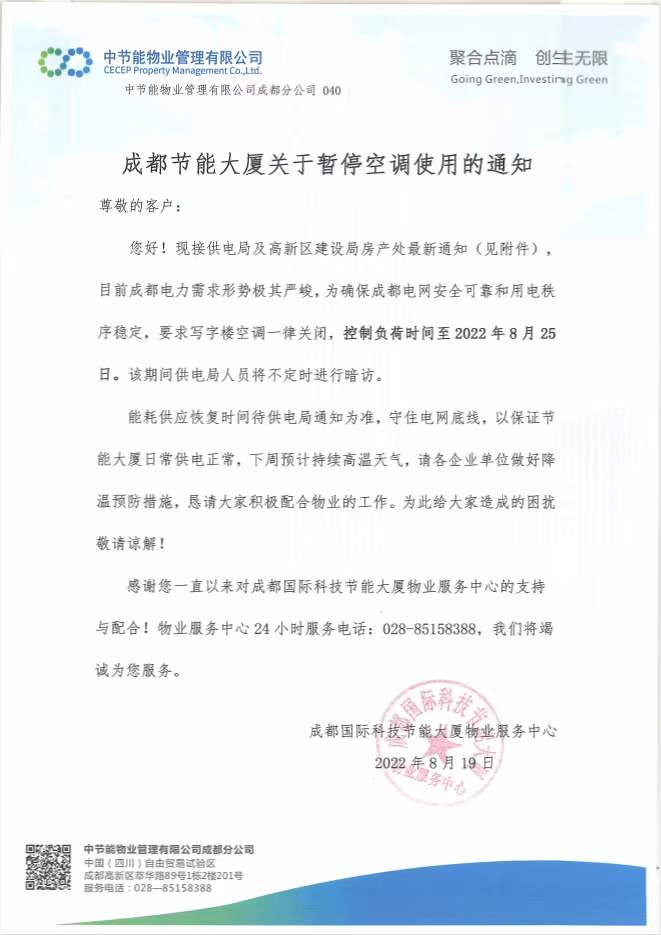 中节能物业管理有限公司
CECEP Property Management Co.,Ltd.
中节能物业管理有限公司成都分公司 040
聚合点滴 创生无限
Going Green,Investing Green
成都节能大厦关于暂停空调使用的通知
尊敬的客户：
您好！现接供电局及高新区建设局房产处最新通知（见附件），
目前成都电力需求形势极其严峻，为确保成都电网安全可靠和用电秩
序稳定，要求写字楼空调一律关闭，控制负荷时间至 2022 年 8 月 25
日。该期间供电局人员将不定时进行暗访。
能耗供应恢复时间待供电局通知为准，守住电网底线，以保证节
能大厦日常供电正常，下周预计持续高温天气，请各企业单位做好降
温预防措施，恳请大家积极配合物业的工作。为此给大家造成的困扰
敬请谅解！
感谢您一直以来对成都国际科技节能大厦物业服务中心的支持
与配合！物业服务中心 24 小时服务电话：028-85158388，我们将竭
诚为您服务。
成都国际科技节能大厦物业服务中心
2022 年 8 月 19 日
成都国际科技节能大厦
物业服务中心
中节能物业管理有限公司成都分公司
中国（四川）自由贸易试验区
成都高新区萃华路89号1栋2楼201号
服务电话：028—85158388